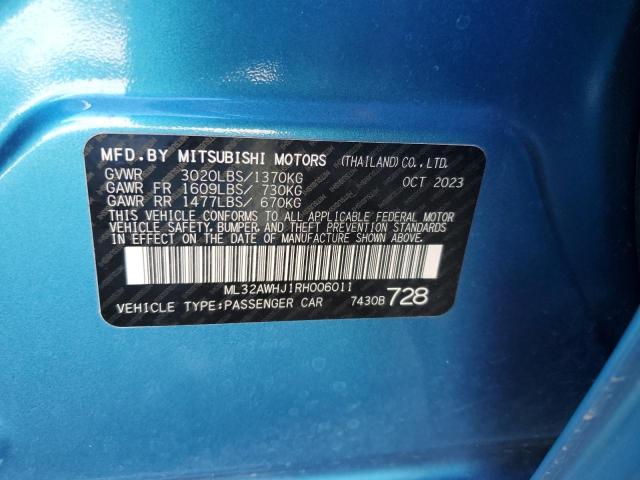 MFD.BY MITSUBISHI MOTORS (THAILAND)CO.,LTD.
GVWR 3020LBS/1370KG OCT 2023
GAWR FR 1609LBS/ 730KG
GAWR RR 1477LBS/ 670KG
THIS VEHICLE CONFORMS TO ALL APPLICABLE FEDERAL MOTOR
VEHICLE SAFETY, BUMPER, AND THEFT PREVENTION STANDARDS
IN EFFECT ON THE DATE OF MANUFACTURE SHOWN ABOVE.
ML32AWHJ1RH006011
VEHICLE TYPE:PASSENGER CAR 7430B 728